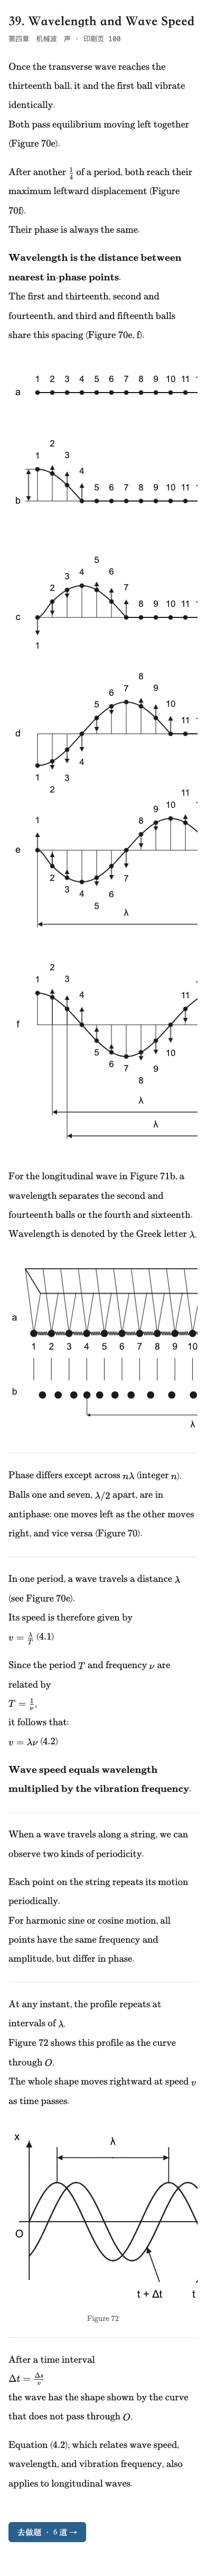 39. Wavelength and Wave Speed
第四章 机械波 声 · 印刷页 100
Once the transverse wave reaches the
thirteenth ball, it and the first ball vibrate
identically.
Both pass equilibrium moving left together
(Figure 70e).
After another 1/4 of a period, both reach their
maximum leftward displacement (Figure
70f).
Their phase is always the same.
Wavelength is the distance between
nearest in-phase points.
The first and thirteenth, second and
fourteenth, and third and fifteenth balls
share this spacing (Figure 70e, f).
1 2 3 4 5 6 7 8 9 10 11
a
2
1 3
4
5 6 7 8 9 10 11
b
5
4 6
3
2 7
8 9 10 11
c
1
8
7 9
6
5 10
11
d
1 3 4
2
11
10
9
1 8
e
2 7
3 4 6
5
λ
2
1 3
4 11
f
5 10
6 7 9
8
λ
λ
For the longitudinal wave in Figure 71b, a
wavelength separates the second and
fourteenth balls or the fourth and sixteenth.
Wavelength is denoted by the Greek letter λ.
a
1 2 3 4 5 6 7 8 9 10
b
λ
Phase differs except across nλ (integer n).
Balls one and seven, λ/2 apart, are in
antiphase: one moves left as the other moves
right, and vice versa (Figure 70).
In one period, a wave travels a distance λ
(see Figure 70e).
Its speed is therefore given by
v = λ/T (4.1)
Since the period T and frequency ν are
related by
T = 1/ν,
it follows that:
v = λν (4.2)
Wave speed equals wavelength
multiplied by the vibration frequency.
When a wave travels along a string, we can
observe two kinds of periodicity.
Each point on the string repeats its motion
periodically.
For harmonic sine or cosine motion, all
points have the same frequency and
amplitude, but differ in phase.
At any instant, the profile repeats at
intervals of λ.
Figure 72 shows this profile as the curve
through O.
The whole shape moves rightward at speed v
as time passes.
x
λ
O
t + Δt t
Figure 72
After a time interval
Δt = Δs/v
the wave has the shape shown by the curve
that does not pass through O.
Equation (4.2), which relates wave speed,
wavelength, and vibration frequency, also
applies to longitudinal waves.
去做题 · 6 道 →